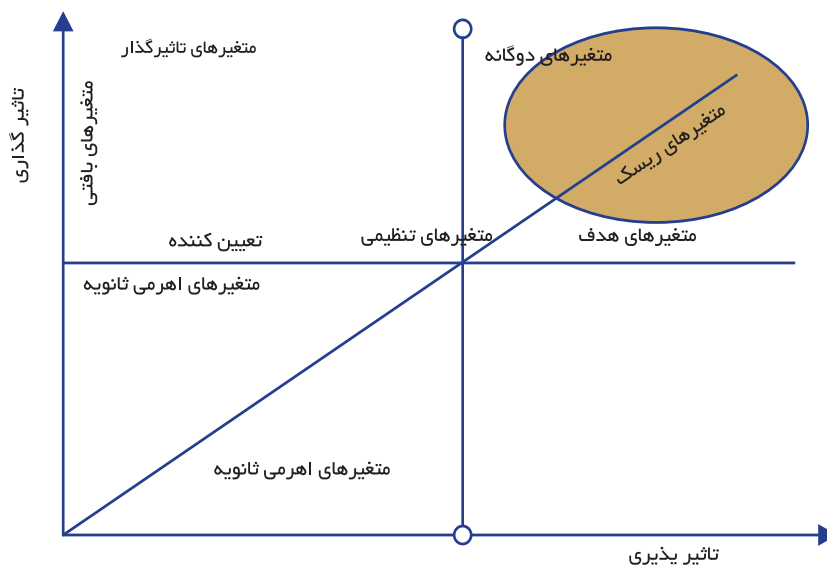 متغیرهای تاثیرگذار
متغیرهای دوگانه
تاثیر گذاری
متغیرهای بافتی
متغیرهای ریسک
تعیین کننده
متغیرهای تنظیمی
متغیرهای هدف
متغیرهای اهرمی ثانویه
متغیرهای اهرمی ثانویه
تاثیر پذیری